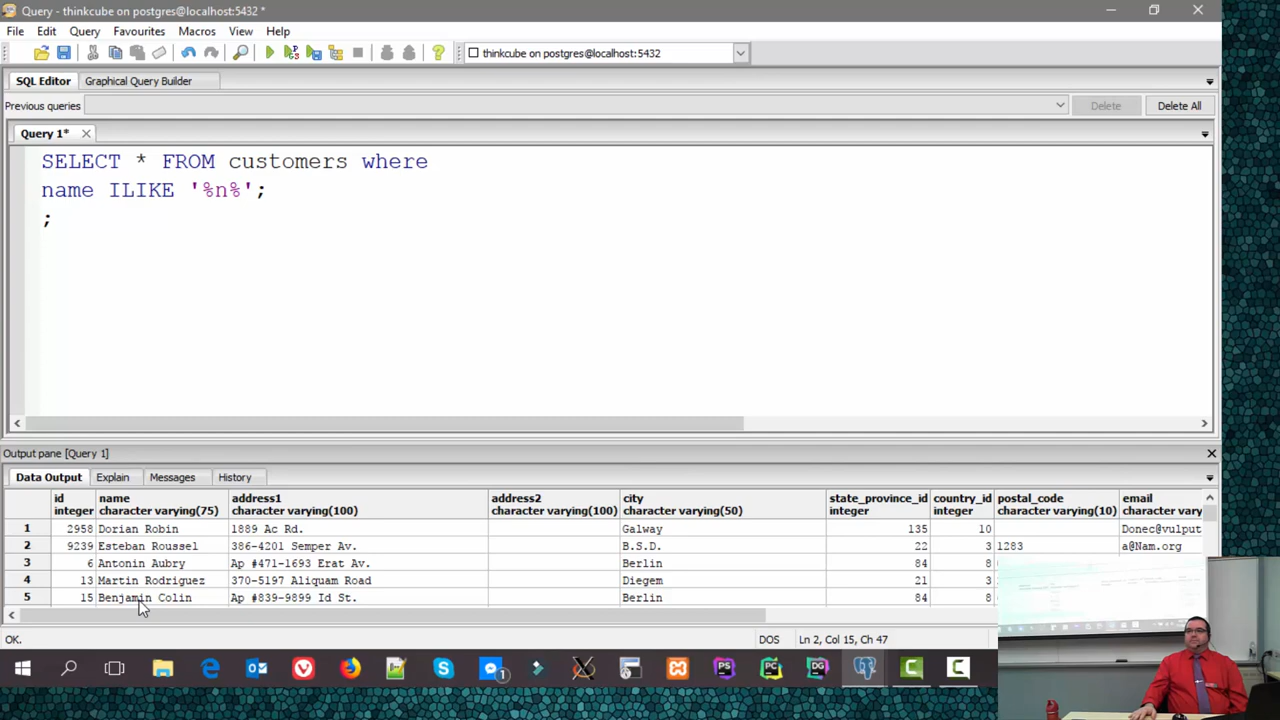 Query - thinkcube on postgres@localhost:5432 *
File Edit Query Favourites Macros View Help
thinkcube on postgres@localhost:5432
SQL Editor Graphical Query Builder
Previous queries Delete Delete All
Query 1*
SELECT * FROM customers where
name ILIKE '%n%';
;
Output pane [Query 1]
Data Output Explain Messages History
id name address1 address2 city state_province_id country_id postal_code email
integer character varying(75) character varying(100) character varying(100) character varying(50) integer integer character varying(10) character vary
1 2958 Dorian Robin 1889 Ac Rd. Galway 135 10 Donec@vulput
2 9239 Esteban Roussel 386-4201 Semper Av. B.S.D. 22 3 1283 a@Nam.org
3 6 Antonin Aubry Ap #471-1693 Erat Av. Berlin 84 8
4 13 Martin Rodriguez 370-5197 Aliquam Road Diegem 21 3
5 15 Benjamin Colin Ap #839-9899 Id St. Berlin 84 8
OK. DOS Ln 2, Col 15, Ch 47
1
PS PC DG